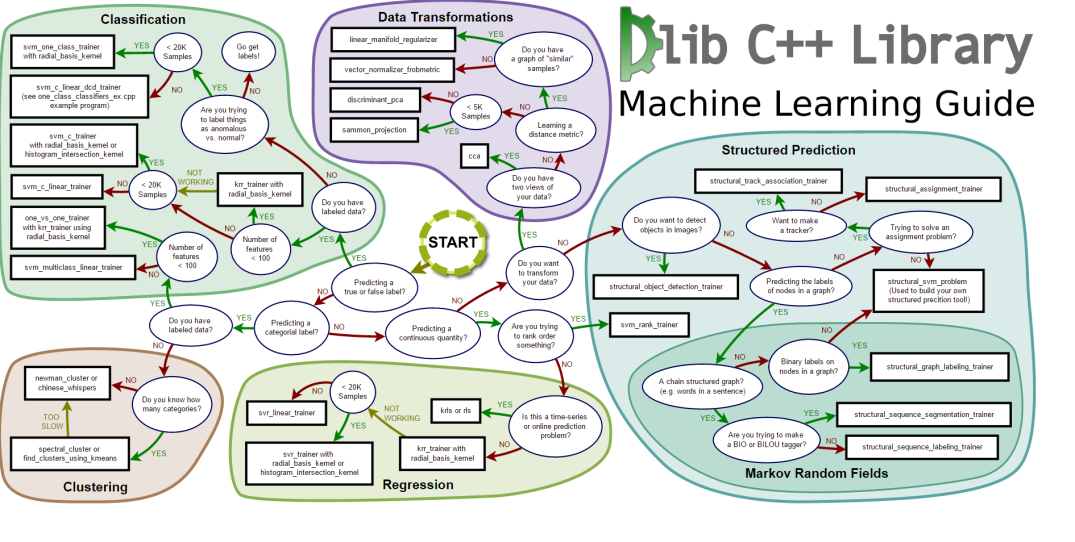 Dlib C++ Library
Machine Learning Guide
START
Classification
svm_one_class_trainer
with radial_basis_kernel
YES
< 20K
Samples
Go get
labels!
svm_c_linear_dcd_trainer
(see one_class_classifiers_ex.cpp
example program)
NO
YES
NO
Are you trying
to label things
as anomalous
vs. normal?
svm_c_trainer
with radial_basis_kernel or
histogram_intersection_kernel
YES
NO
svm_c_linear_trainer
NO
< 20K
Samples
NOT
WORKING
krr_trainer with
radial_basis_kernel
Do you have
labeled data?
one_vs_one_trainer
with krr_trainer using
radial_basis_kernel
YES
NO
YES
YES
Number of
features
< 100
Number of
features
< 100
svm_multiclass_linear_trainer
NO
YES
YES
Predicting a
true or false label?
NO
Do you have
labeled data?
YES
Predicting a
categorial label?
NO
Predicting a
continuous quantity?
YES
NO
Are you trying
to rank order
something?
YES
svm_rank_trainer
NO
Do you want
to transform
your data?
YES
NO
Data Transformations
linear_manifold_regularizer
YES
Do you have
a graph of "similar"
samples?
vector_normalizer_frobmetric
NO
discriminant_pca
NO
< 5K
Samples
NO
YES
sammon_projection
YES
Learning a
distance metric?
cca
YES
NO
Do you have
two views of
your data?
Structured Prediction
structural_track_association_trainer
structural_assignment_trainer
YES
NO
Do you want to detect
objects in images?
Want to make
a tracker?
YES
Trying to solve an
assignment problem?
NO
YES
NO
NO
structural_object_detection_trainer
Predicting the labels
of nodes in a graph?
structural_svm_problem
(Used to build your own
structured precition tool!)
YES
NO
A chain structured graph?
(e.g. words in a sentence)
NO
Binary labels on
nodes in a graph?
YES
structural_graph_labeling_trainer
YES
YES
structural_sequence_segmentation_trainer
Are you trying to make
a BIO or BILOU tagger?
NO
structural_sequence_labeling_trainer
Markov Random Fields
NO
Clustering
newman_cluster or
chinese_whispers
NO
Do you know how
many categories?
TOO
SLOW
spectral_cluster or
find_clusters_using_kmeans
YES
Regression
NO
< 20K
Samples
svr_linear_trainer
NOT
WORKING
YES
krls or rls
YES
Is this a time-series
or online prediction
problem?
NO
svr_trainer with
radial_basis_kernel or
histogram_intersection_kernel
krr_trainer with
radial_basis_kernel